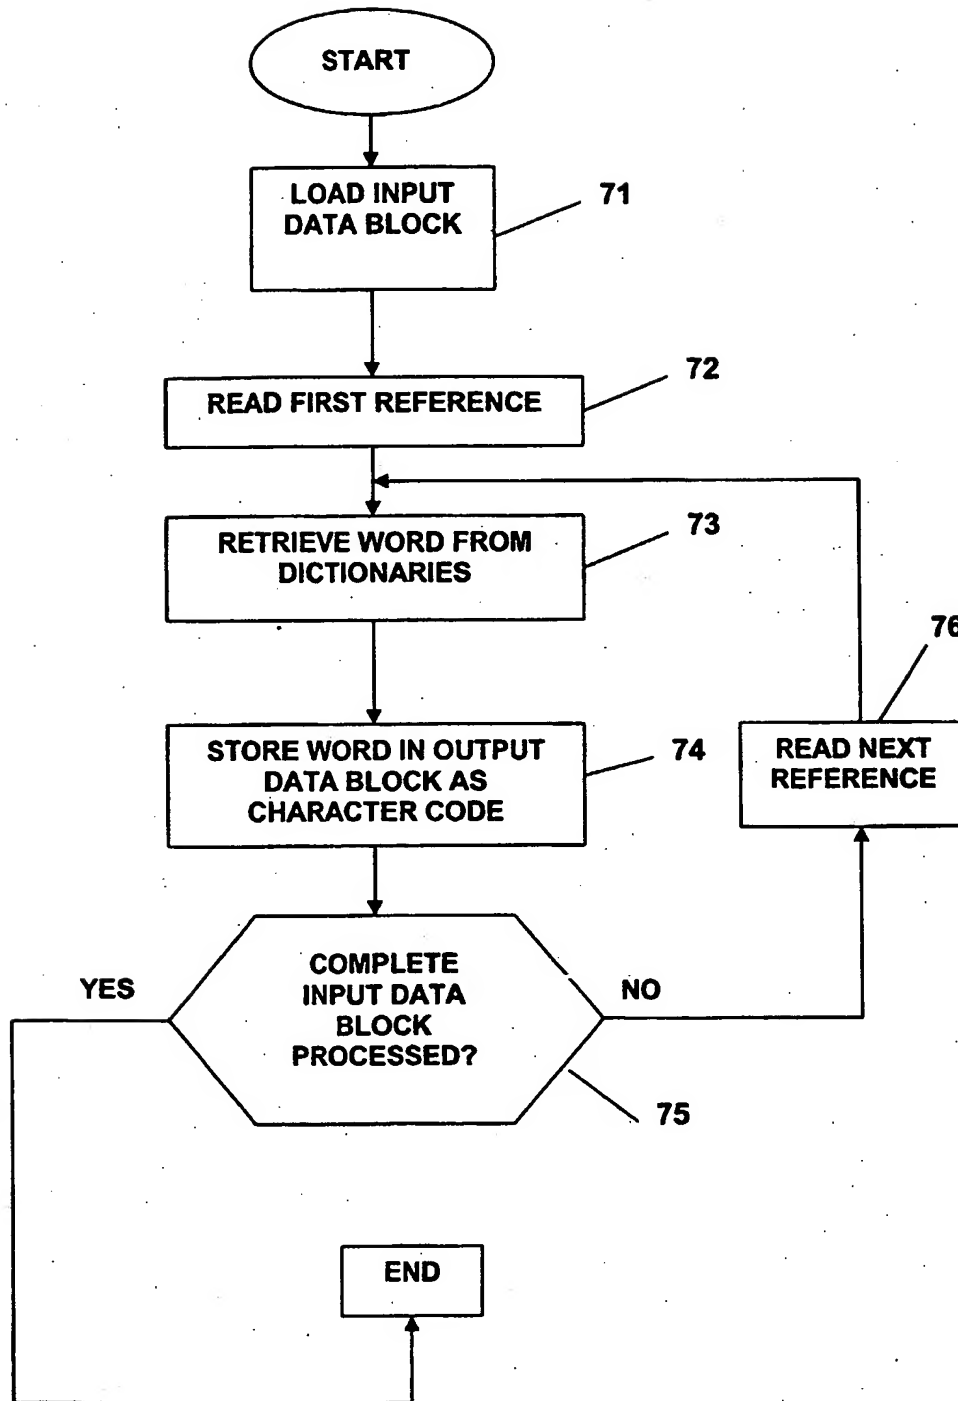 START
LOAD INPUT
DATA BLOCK
71
READ FIRST REFERENCE
72
RETRIEVE WORD FROM
DICTIONARIES
73
STORE WORD IN OUTPUT
DATA BLOCK AS
CHARACTER CODE
74
READ NEXT
REFERENCE
76
COMPLETE
INPUT DATA
BLOCK
PROCESSED?
YES
NO
75
END